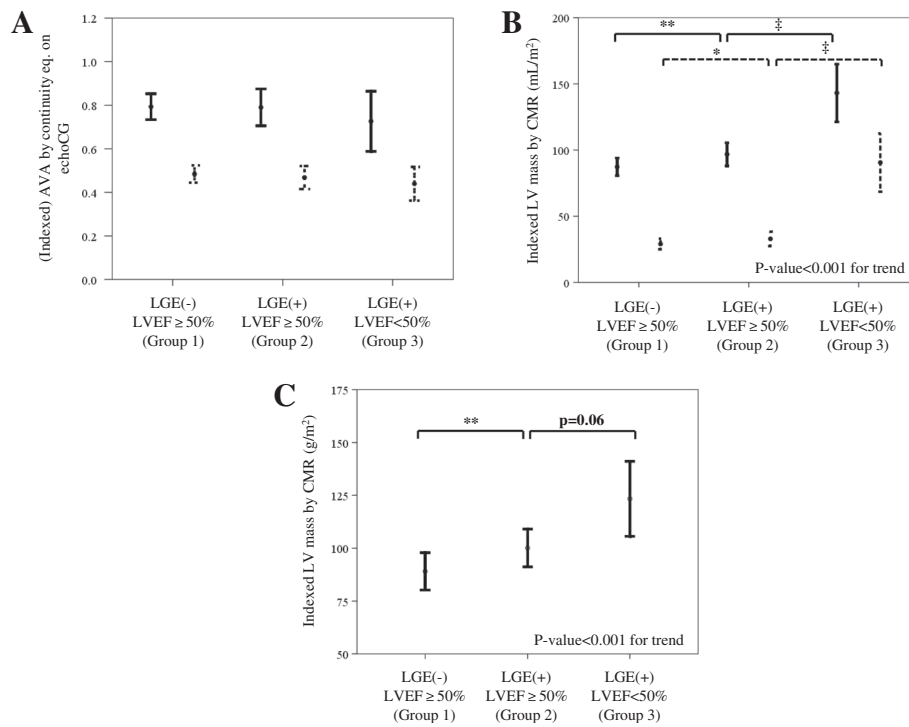 A
(Indexed) AVA by continuity eq. on
echoCG
1.2
1.0
0.8
0.6
0.4
0.2
0.0
LGE(-)
LVEF ≥ 50%
(Group 1)
LGE(+)
LVEF ≥ 50%
(Group 2)
LGE(+)
LVEF<50%
(Group 3)
B
Indexed LV mass by CMR (mL/m²)
200
150
100
50
0
**
‡
*
‡
P-value<0.001 for trend
LGE(-)
LVEF ≥ 50%
(Group 1)
LGE(+)
LVEF ≥ 50%
(Group 2)
LGE(+)
LVEF<50%
(Group 3)
C
Indexed LV mass by CMR (g/m²)
175
150
125
100
75
50
**
p=0.06
P-value<0.001 for trend
LGE(-)
LVEF ≥ 50%
(Group 1)
LGE(+)
LVEF ≥ 50%
(Group 2)
LGE(+)
LVEF<50%
(Group 3)